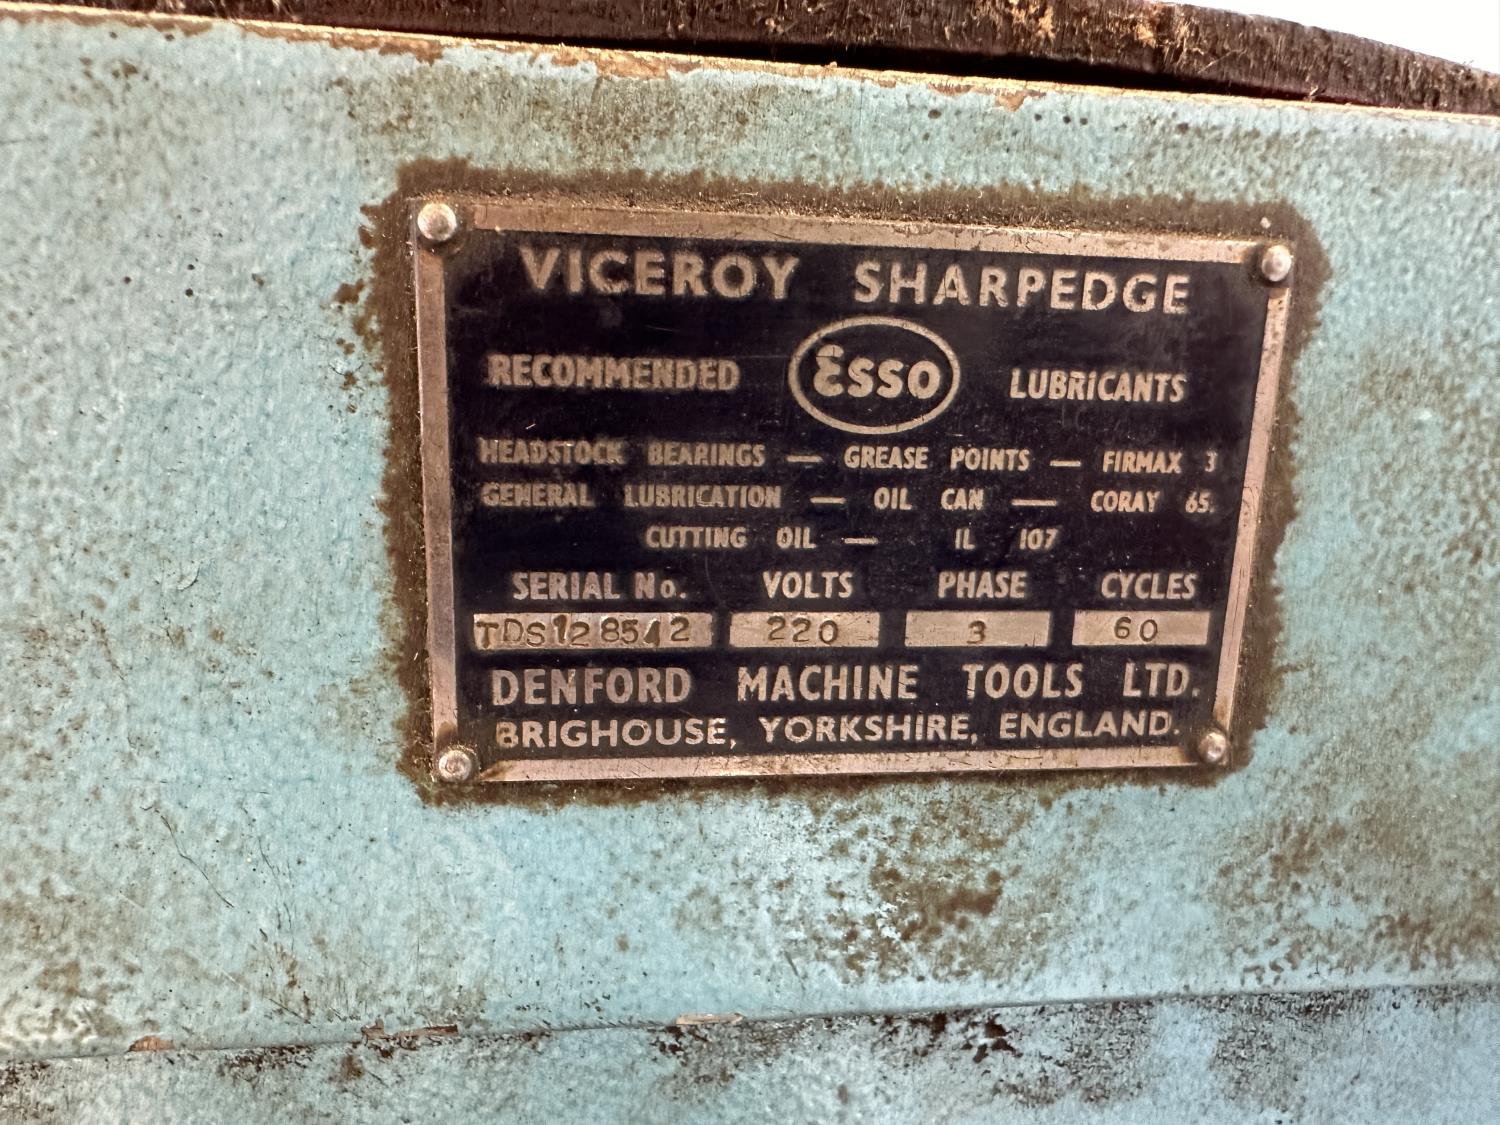 VICEROY SHARPEDGE
RECOMMENDED Esso LUBRICANTS
HEADSTOCK BEARINGS — GREASE POINTS — FIRMAX 3
GENERAL LUBRICATION — OIL CAN — CORAY 65.
CUTTING OIL — IL 107
SERIAL No. VOLTS PHASE CYCLES
TDS128542 220 3 60
DENFORD MACHINE TOOLS LTD.
BRIGHOUSE, YORKSHIRE, ENGLAND.